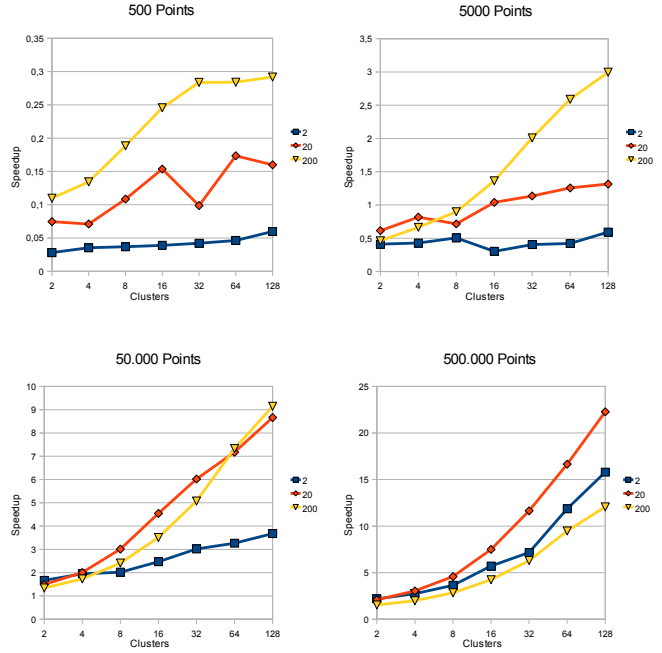 500 Points
0,35
0,3
0,25
0,2
0,15
0,1
0,05
0
Speedup
2 4 8 16 32 64 128
Clusters
2
20
200
5000 Points
3,5
3
2,5
2
1,5
1
0,5
0
Speedup
2 4 8 16 32 64 128
Clusters
2
20
200
50.000 Points
10
9
8
7
6
5
4
3
2
1
0
Speedup
2 4 8 16 32 64 128
Clusters
2
20
200
500.000 Points
25
20
15
10
5
0
Speedup
2 4 8 16 32 64 128
Clusters
2
20
200